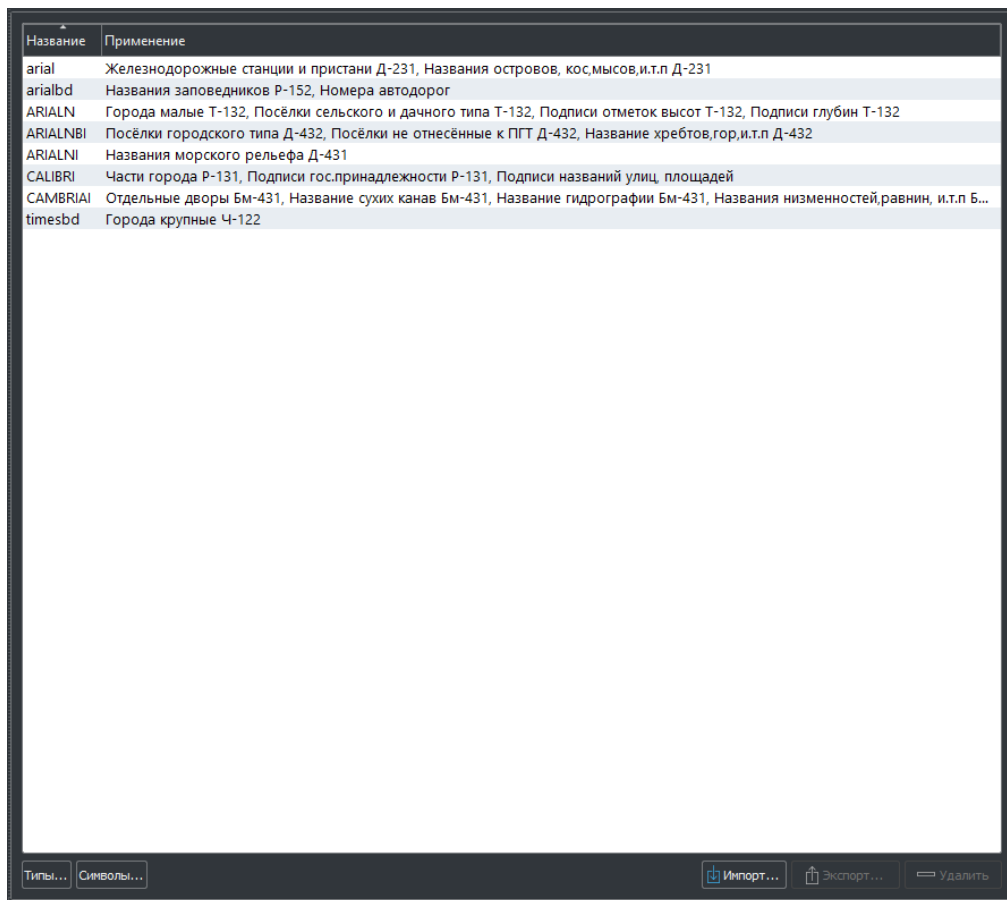 Название Применение
arial Железнодорожные станции и пристани Д-231, Названия островов, кос,мысов,и.т.п Д-231
arialbd Названия заповедников Р-152, Номера автодорог
ARIALN Города малые Т-132, Посёлки сельского и дачного типа Т-132, Подписи отметок высот Т-132, Подписи глубин Т-132
ARIALNBI Посёлки городского типа Д-432, Посёлки не отнесённые к ПГТ Д-432, Название хребтов,гор,и.т.п Д-432
ARIALNI Названия морского рельефа Д-431
CALIBRI Части города Р-131, Подписи гос.принадлежности Р-131, Подписи названий улиц, площадей
CAMBRIAI Отдельные дворы Бм-431, Название сухих канав Бм-431, Название гидрографии Бм-431, Названия низменностей,равнин, и.т.п Б...
timesbd Города крупные Ч-122
Типы... Символы... Импорт... Экспорт... Удалить